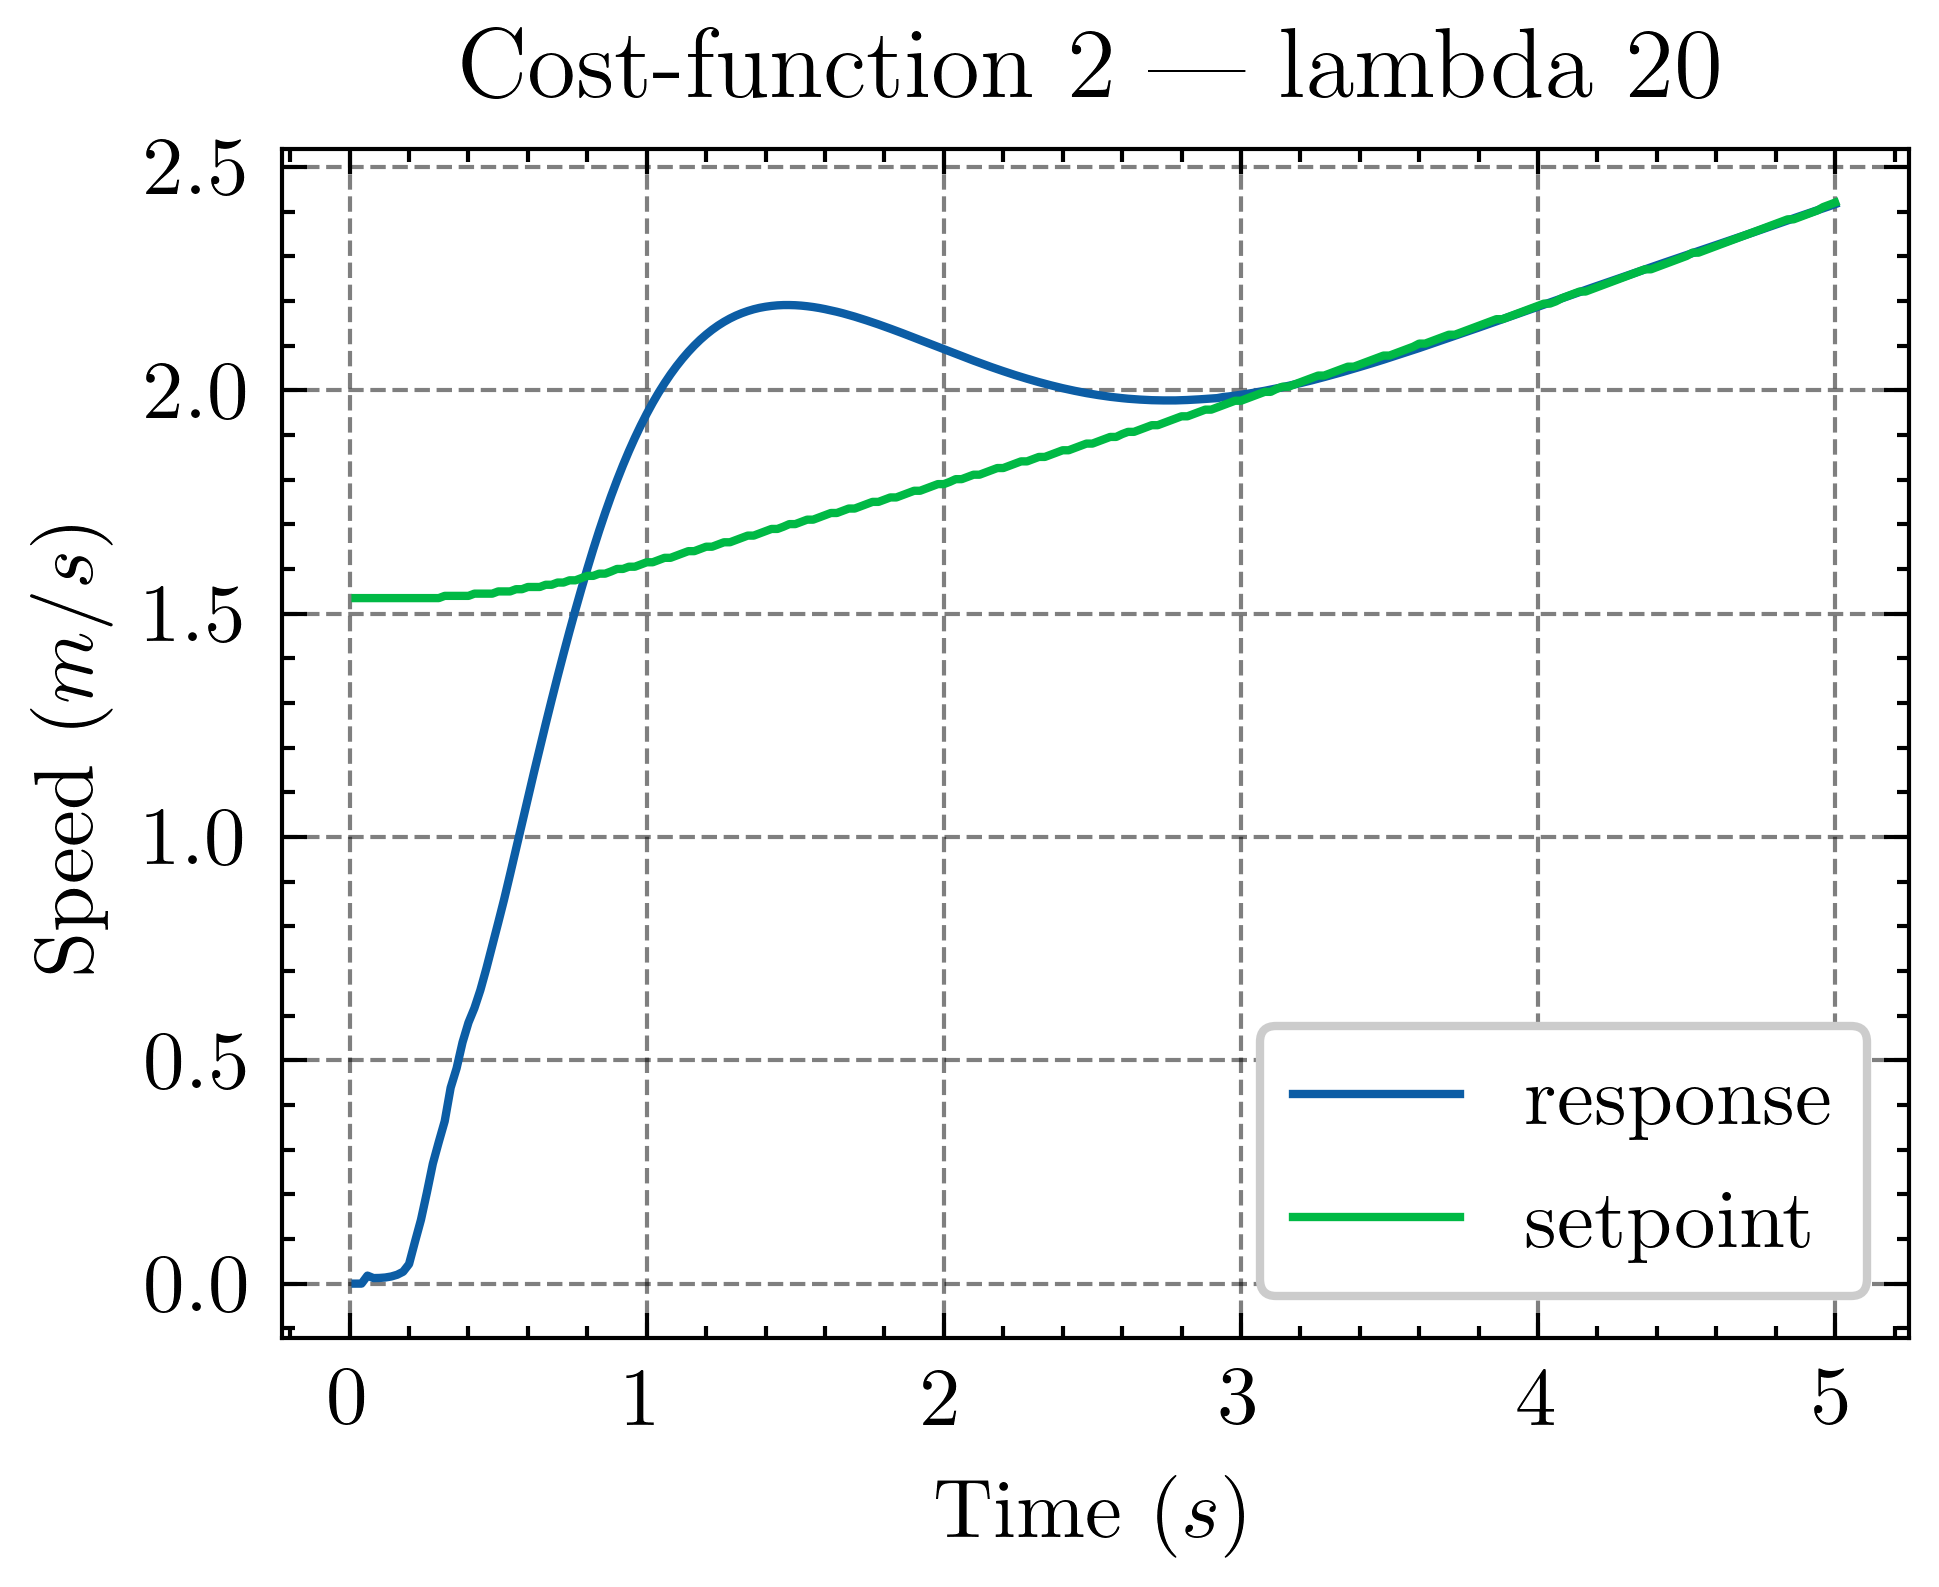 Cost-function 2 — lambda 20
2.5
2.0
1.5
1.0
0.5
0.0
Speed (m/s)
response
setpoint
0 1 2 3 4 5
Time (s)